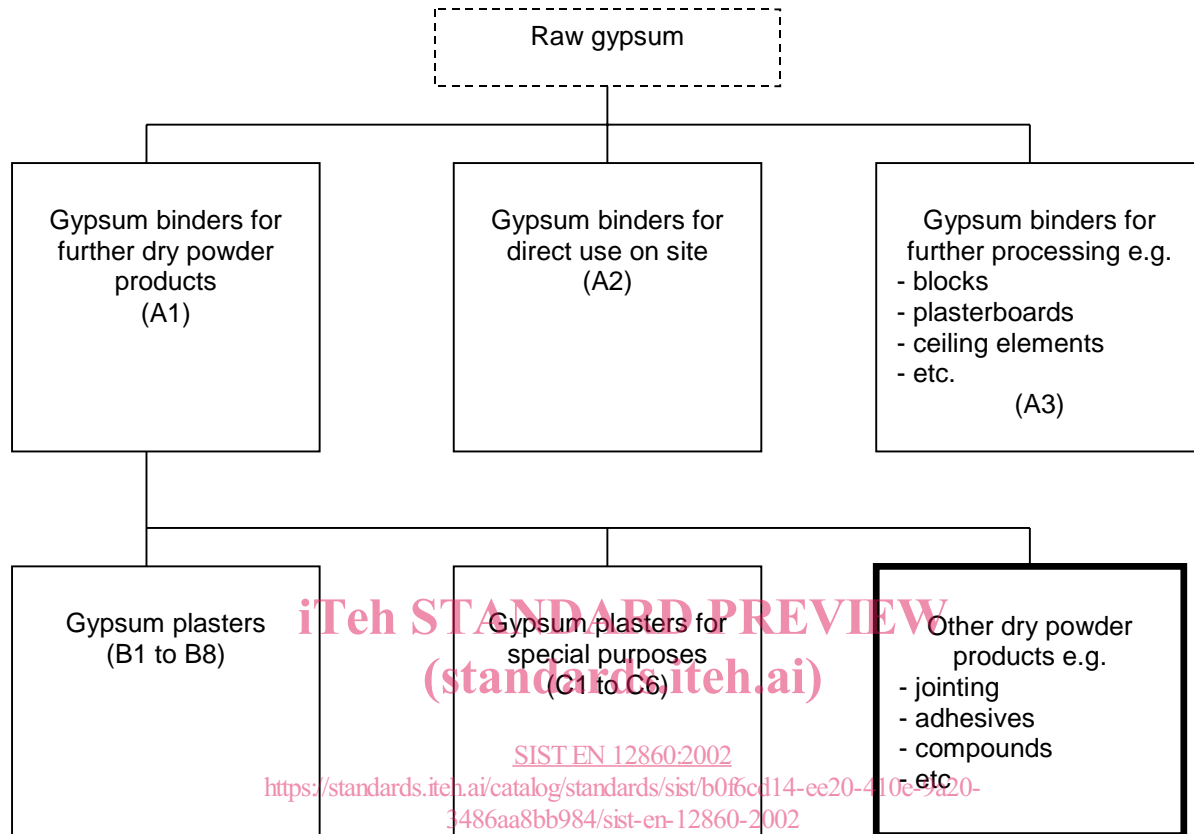 Raw gypsum
Gypsum binders for
further dry powder
products
(A1)
Gypsum binders for
direct use on site
(A2)
Gypsum binders for
further processing e.g.
- blocks
- plasterboards
- ceiling elements
- etc.
(A3)
Gypsum plasters
(B1 to B8)
Gypsum plasters for
special purposes
(C1 to C6)
Other dry powder
products e.g.
- jointing
- adhesives
- compounds
- etc
iTeh STANDARD PREVIEW
(standards.iteh.ai)
SIST EN 12860:2002
https://standards.iteh.ai/catalog/standards/sist/b0f6cd14-ee20-410e-9a20-
3486aa8bb984/sist-en-12860-2002